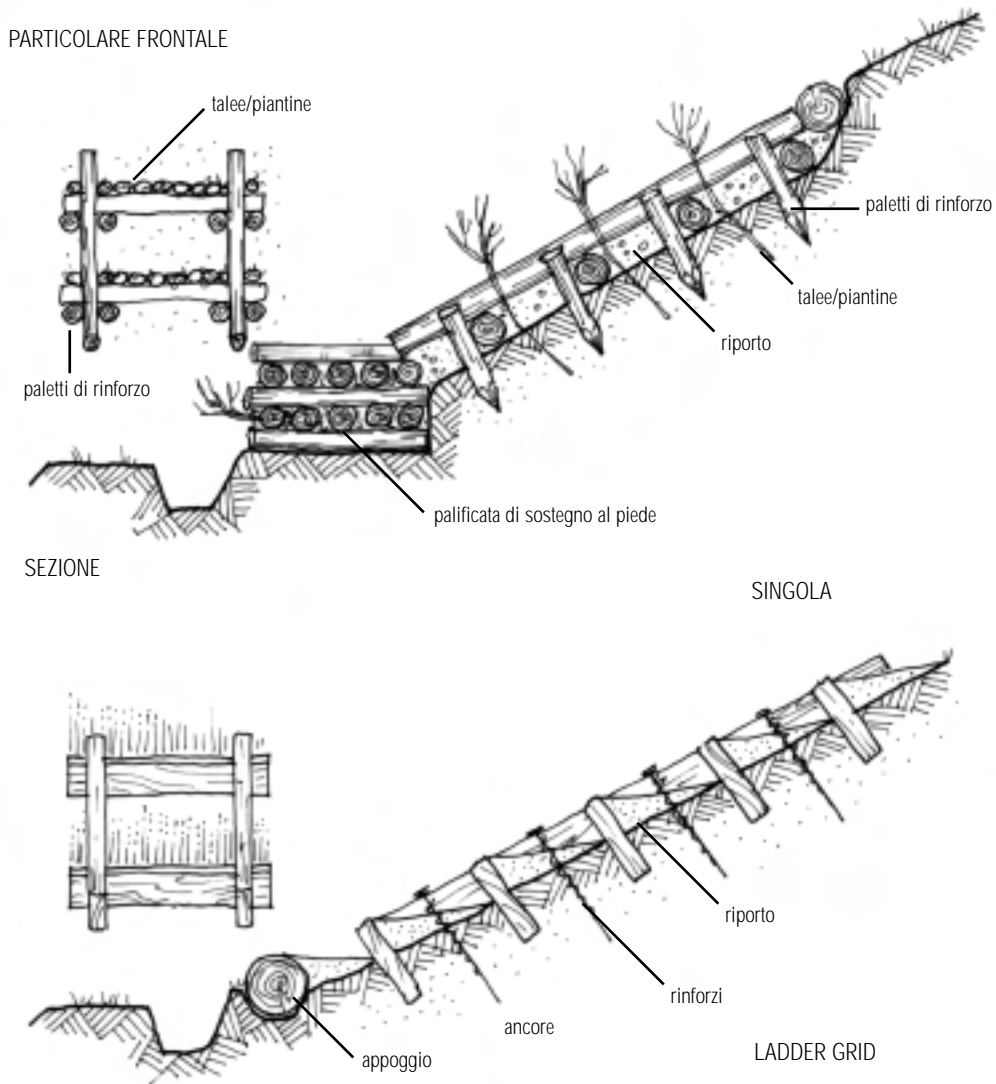 PARTICOLARE FRONTALE
talee/piantine
paletti di rinforzo
talee/piantine
riporto
paletti di rinforzo
palificata di sostegno al piede
SEZIONE
SINGOLA
riporto
rinforzi
ancore
appoggio
LADDER GRID